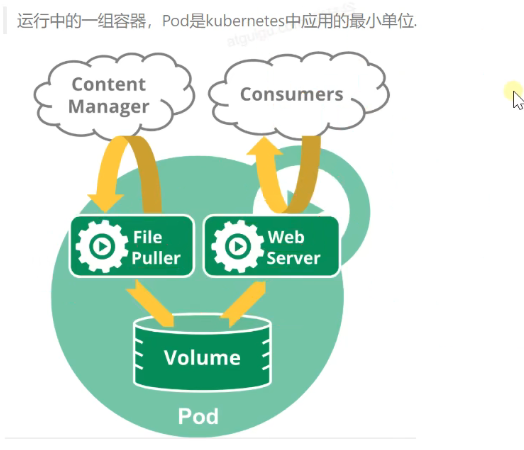 运行中的一组容器，Pod是kubernetes中应用的最小单位.
Content
Manager
Consumers
File
Puller
Web
Server
Volume
Pod